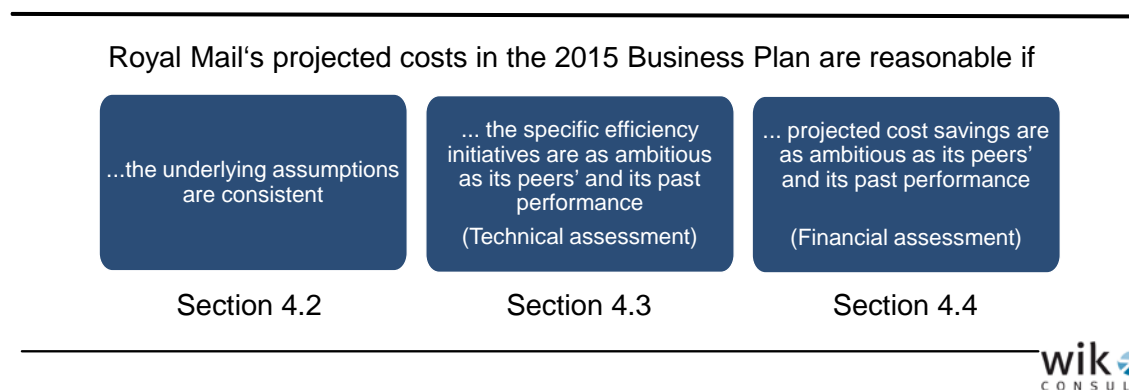 Royal Mail‘s projected costs in the 2015 Business Plan are reasonable if
...the underlying assumptions
are consistent
... the specific efficiency
initiatives are as ambitious
as its peers’ and its past
performance
(Technical assessment)
... projected cost savings are
as ambitious as its peers’
and its past performance
(Financial assessment)
Section 4.2
Section 4.3
Section 4.4
wik